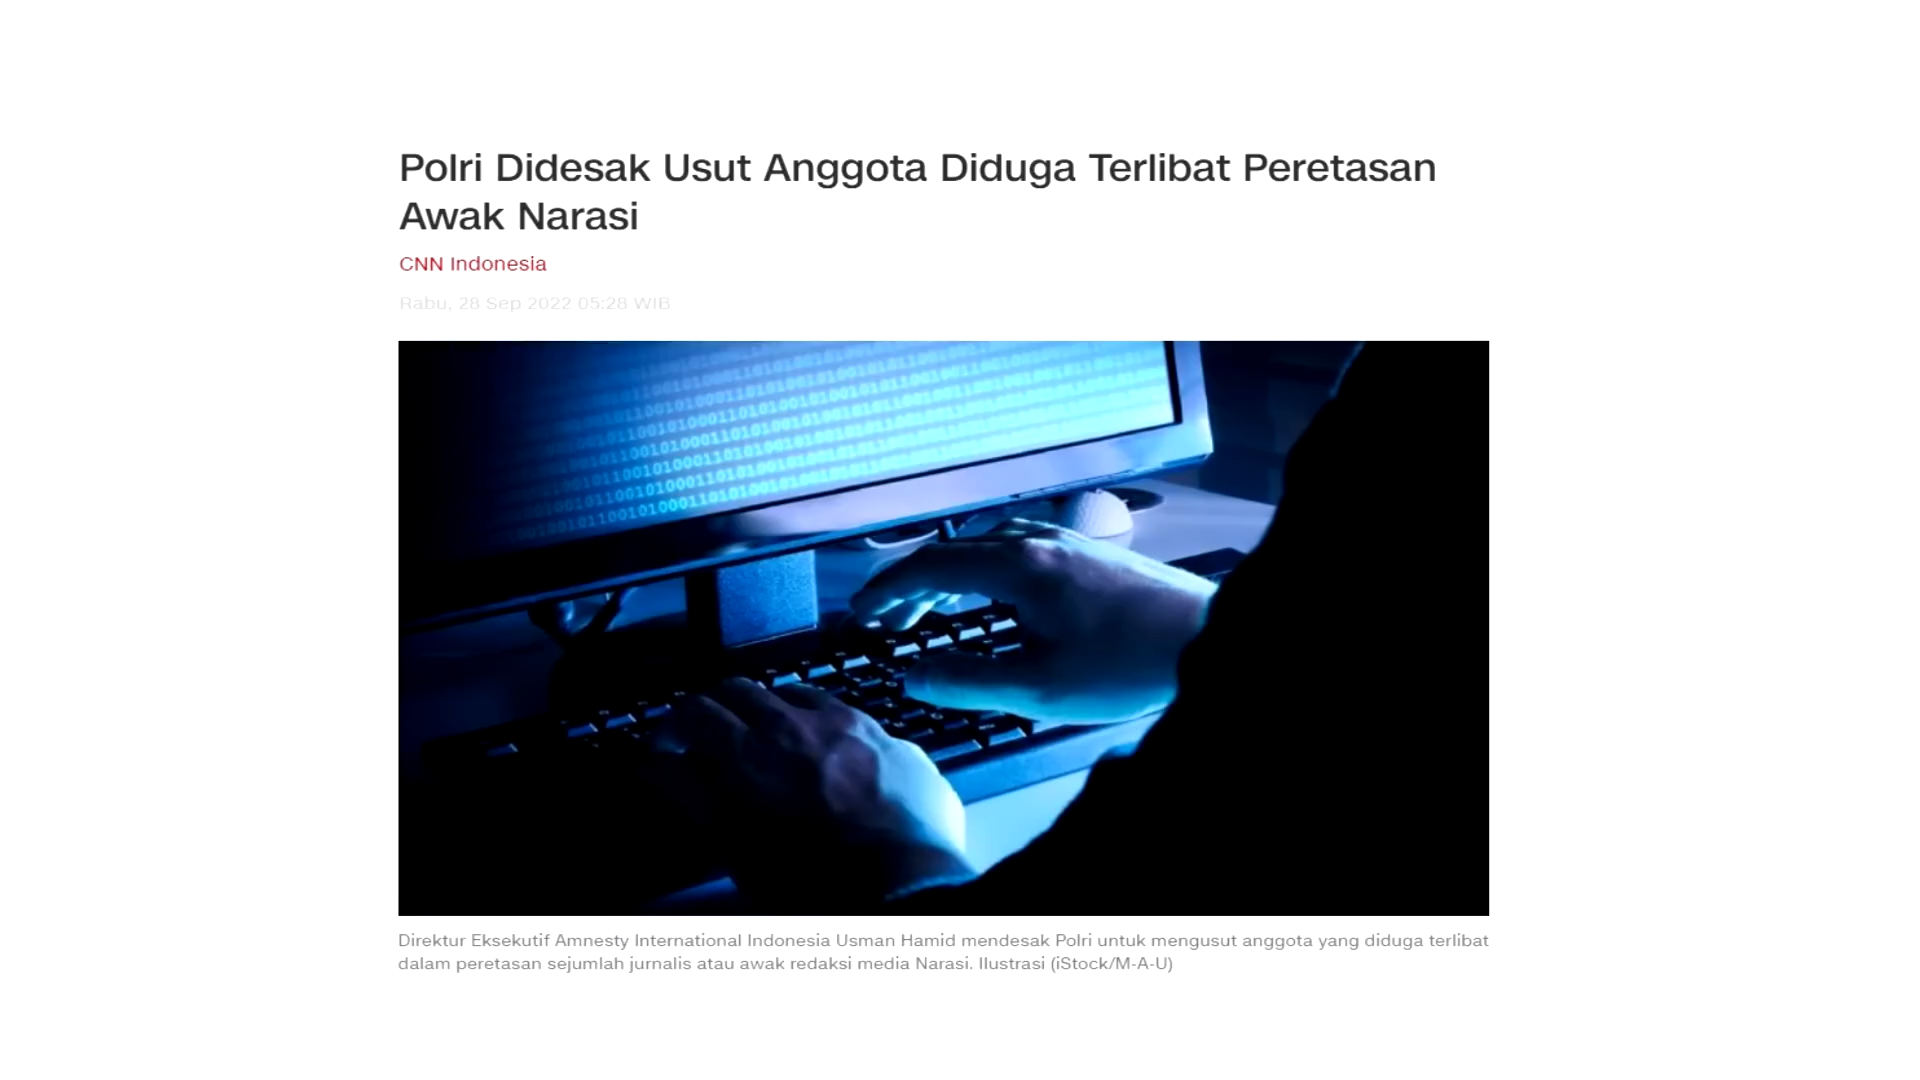 Polri Didesak Usut Anggota Diduga Terlibat Peretasan
Awak Narasi
CNN Indonesia
Rabu, 28 Sep 2022 05:28 WIB
Direktur Eksekutif Amnesty International Indonesia Usman Hamid mendesak Polri untuk mengusut anggota yang diduga terlibat
dalam peretasan sejumlah jurnalis atau awak redaksi media Narasi. Ilustrasi (iStock/M-A-U)